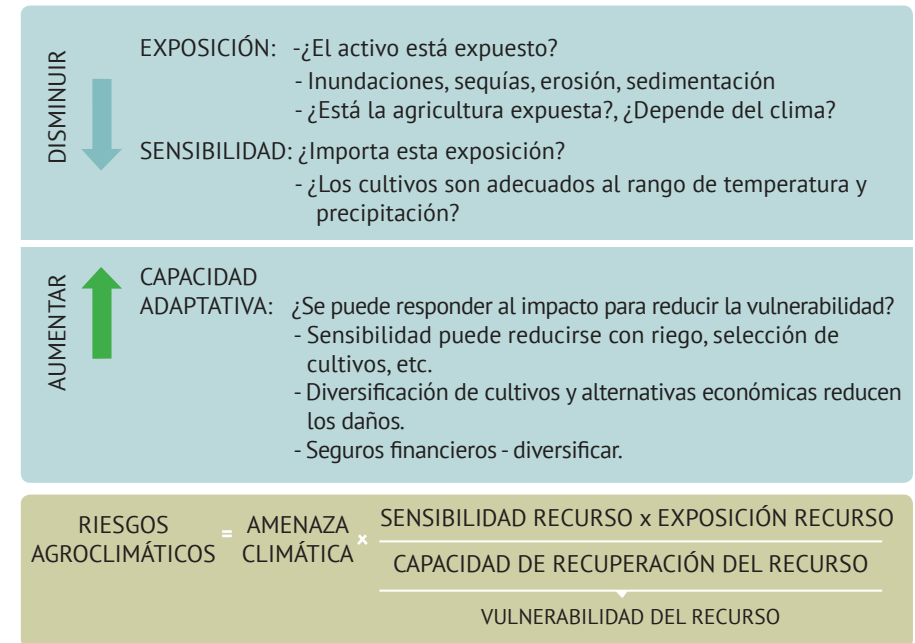 DISMINUIR
EXPOSICIÓN: -¿El activo está expuesto?
- Inundaciones, sequías, erosión, sedimentación
- ¿Está la agricultura expuesta?, ¿Depende del clima?
SENSIBILIDAD: ¿Importa esta exposición?
- ¿Los cultivos son adecuados al rango de temperatura y
precipitación?
AUMENTAR
CAPACIDAD
ADAPTATIVA: ¿Se puede responder al impacto para reducir la vulnerabilidad?
- Sensibilidad puede reducirse con riego, selección de
cultivos, etc.
- Diversificación de cultivos y alternativas económicas reducen
los daños.
- Seguros financieros - diversificar.
RIESGOS
AGROCLIMÁTICOS
=
AMENAZA
CLIMÁTICA
x
SENSIBILIDAD RECURSO x EXPOSICIÓN RECURSO
CAPACIDAD DE RECUPERACIÓN DEL RECURSO
VULNERABILIDAD DEL RECURSO